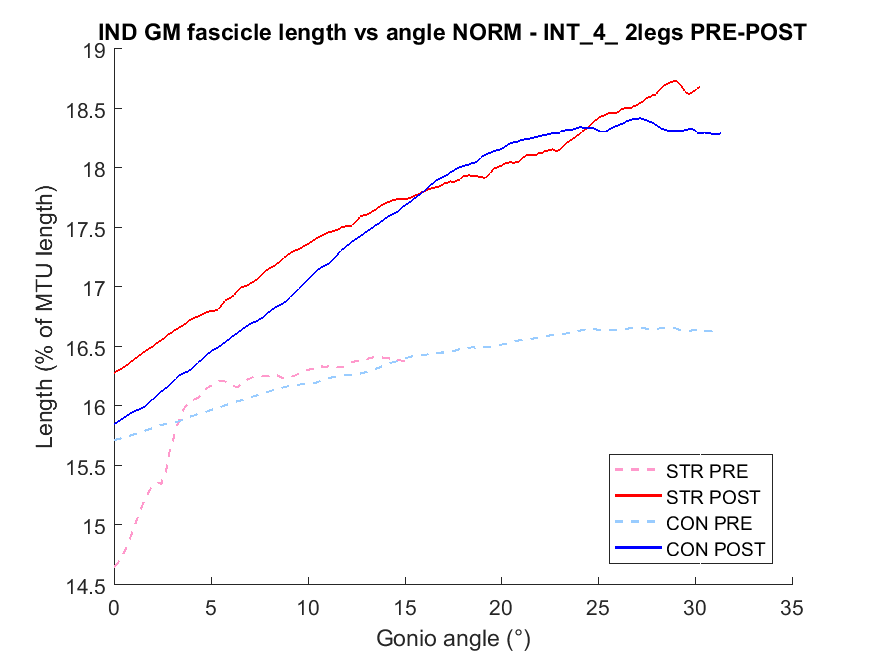 IND GM fascicle length vs angle NORM - INT_4_ 2legs PRE-POST
19
18.5
18
17.5
17
16.5
16
15.5
15
14.5
Length (% of MTU length)
STR PRE
STR POST
CON PRE
CON POST
0 5 10 15 20 25 30 35
Gonio angle (°)